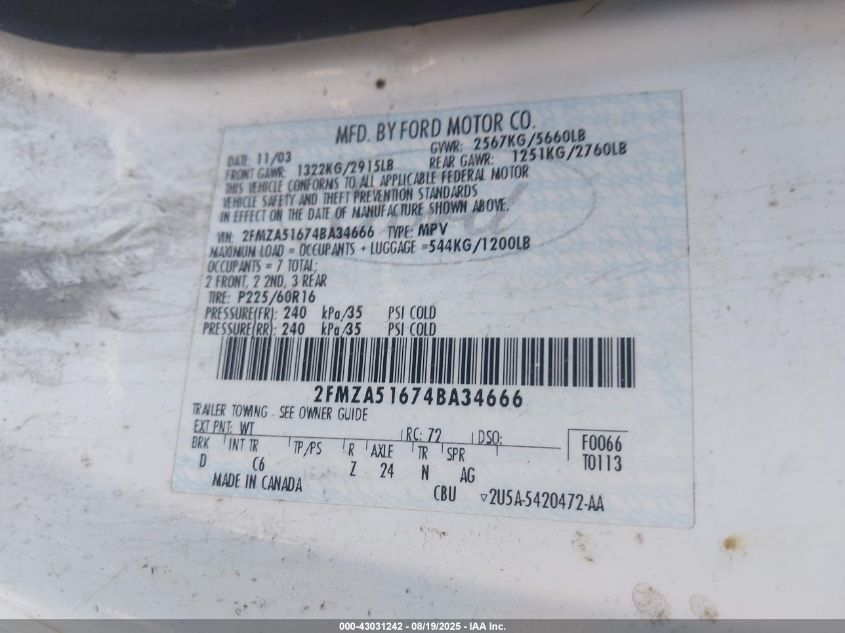 MFD. BY FORD MOTOR CO.
DATE: 11/03 GVWR: 2567KG/5660LB
FRONT GAWR: 1322KG/2915LB REAR GAWR: 1251KG/2760LB
THIS VEHICLE CONFORMS TO ALL APPLICABLE FEDERAL MOTOR
VEHICLE SAFETY AND THEFT PREVENTION STANDARDS
IN EFFECT ON THE DATE OF MANUFACTURE SHOWN ABOVE.
VIN: 2FMZA51674BA34666 TYPE: MPV
MAXIMUM LOAD = OCCUPANTS + LUGGAGE =544KG/1200LB
OCCUPANTS = 7 TOTAL;
2 FRONT, 2 2ND, 3 REAR
TIRE: P225/60R16
PRESSURE(FR): 240 kPa/35 PSI COLD
PRESSURE(RR): 240 kPa/35 PSI COLD
2FMZA51674BA34666
TRAILER TOWING - SEE OWNER GUIDE
EXT PNT: WT RC: 72 DSO: F0066
BRK INT TR TP/PS R AXLE TR SPR T0113
D C6 Z 24 N AG
MADE IN CANADA CBU ▽2U5A-5420472-AA
000-43031242 - 08/19/2025 - IAA Inc.